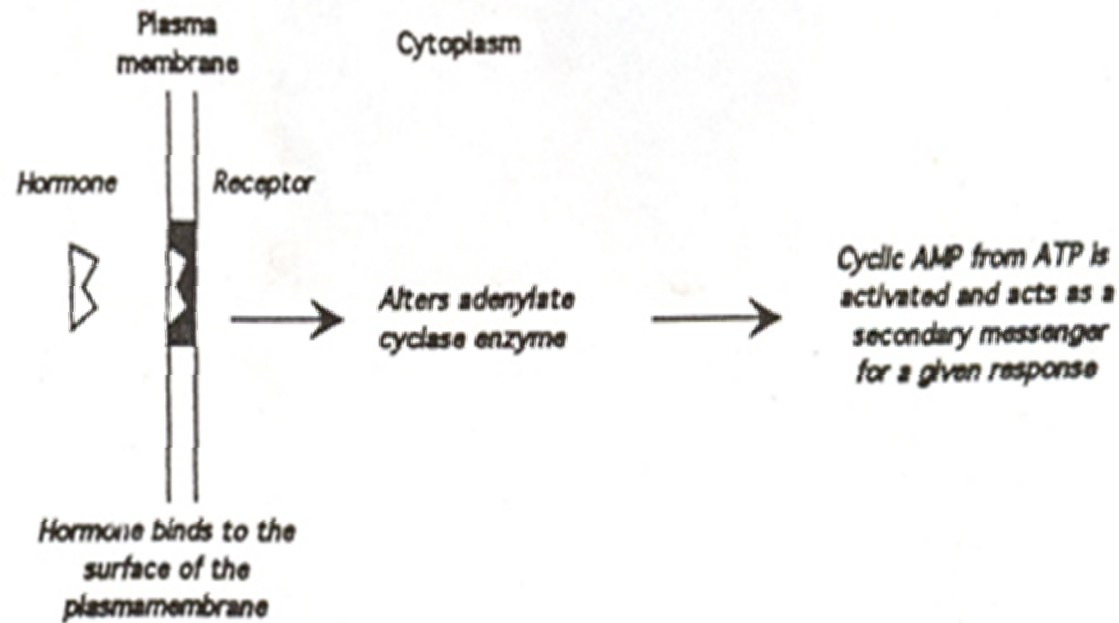 Plasma
membrane
Cytoplasm
Hormone
Receptor
Alters adenylate
cyclase enzyme
Cyclic AMP from ATP is
activated and acts as a
secondary messenger
for a given response
Hormone binds to the
surface of the
plasmamembrane